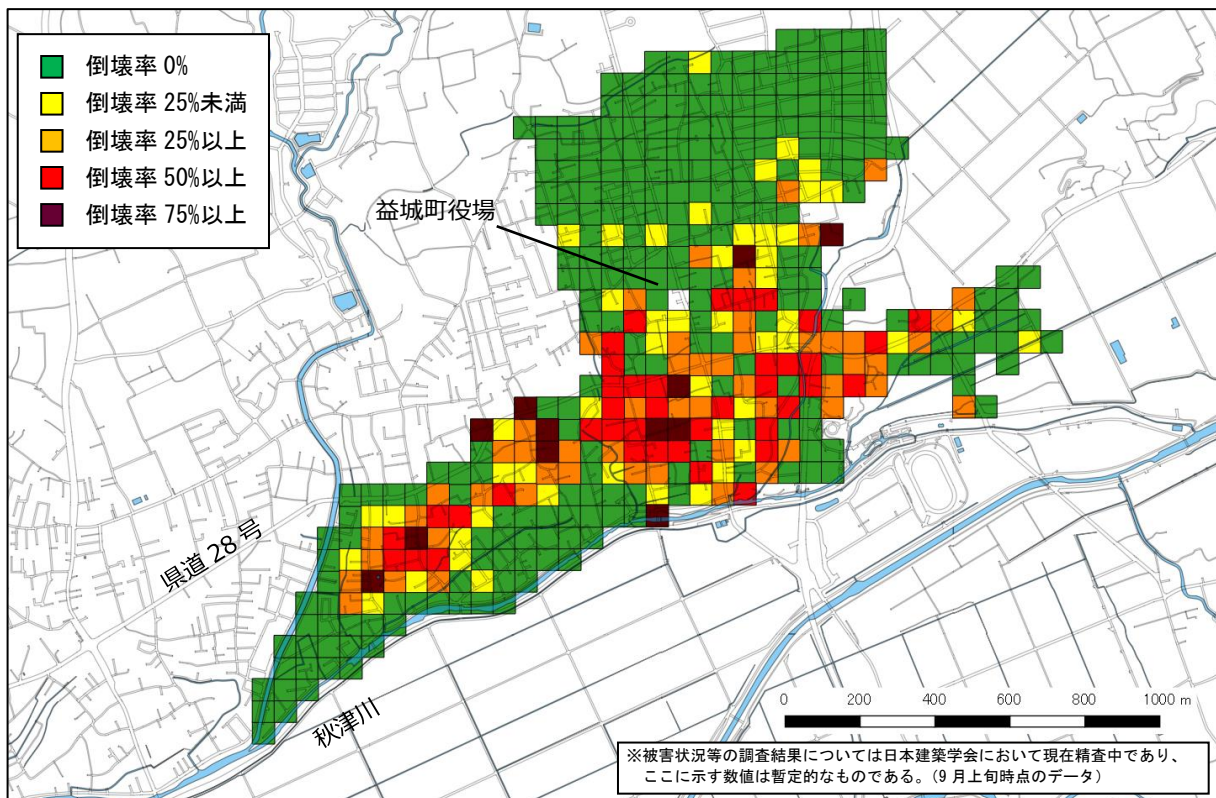 倒壊率 0%
倒壊率 25%未満
倒壊率 25%以上
倒壊率 50%以上
倒壊率 75%以上
益城町役場
県道 28 号
秋津川
0 200 400 600 800 1000 m
※被害状況等の調査結果については日本建築学会において現在精査中であり、
ここに示す数値は暫定的なものである。(9 月上旬時点のデータ)